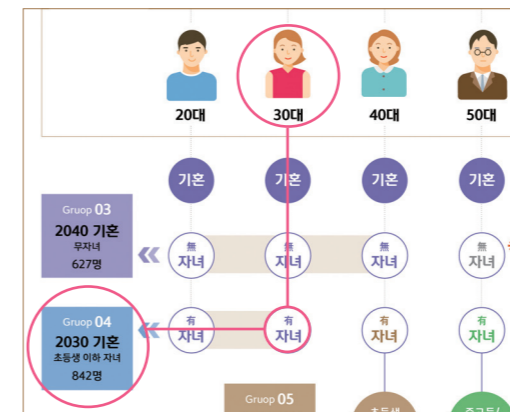 20대 30대 40대 50대
기혼 기혼 기혼 기혼
Gruop 03
2040 기혼
무자녀
627명
無 無 無 無
자녀 자녀 자녀 자녀
Gruop 04
2030 기혼
초등생 이하 자녀
842명
有 有 有 有
자녀 자녀 자녀 자녀
Gruop 05
초등생